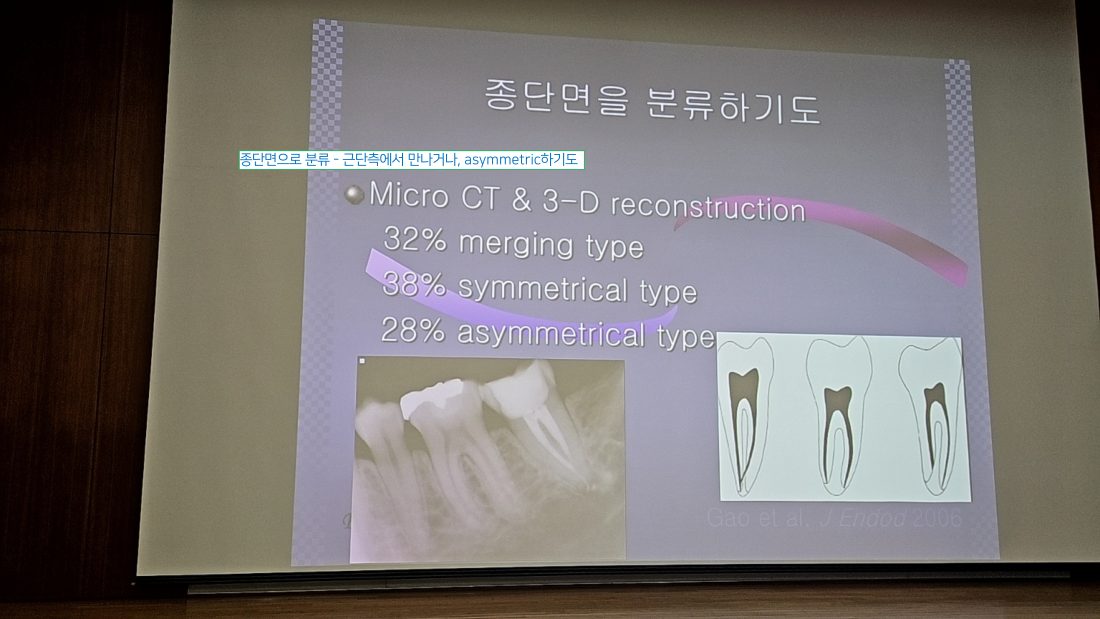 종단면을 분류하기도
종단면으로 분류 - 근단측에서 만나거나, asymmetric하기도
Micro CT & 3-D reconstruction
32% merging type
38% symmetrical type
28% asymmetrical type
Gao et al. J Endod 2006